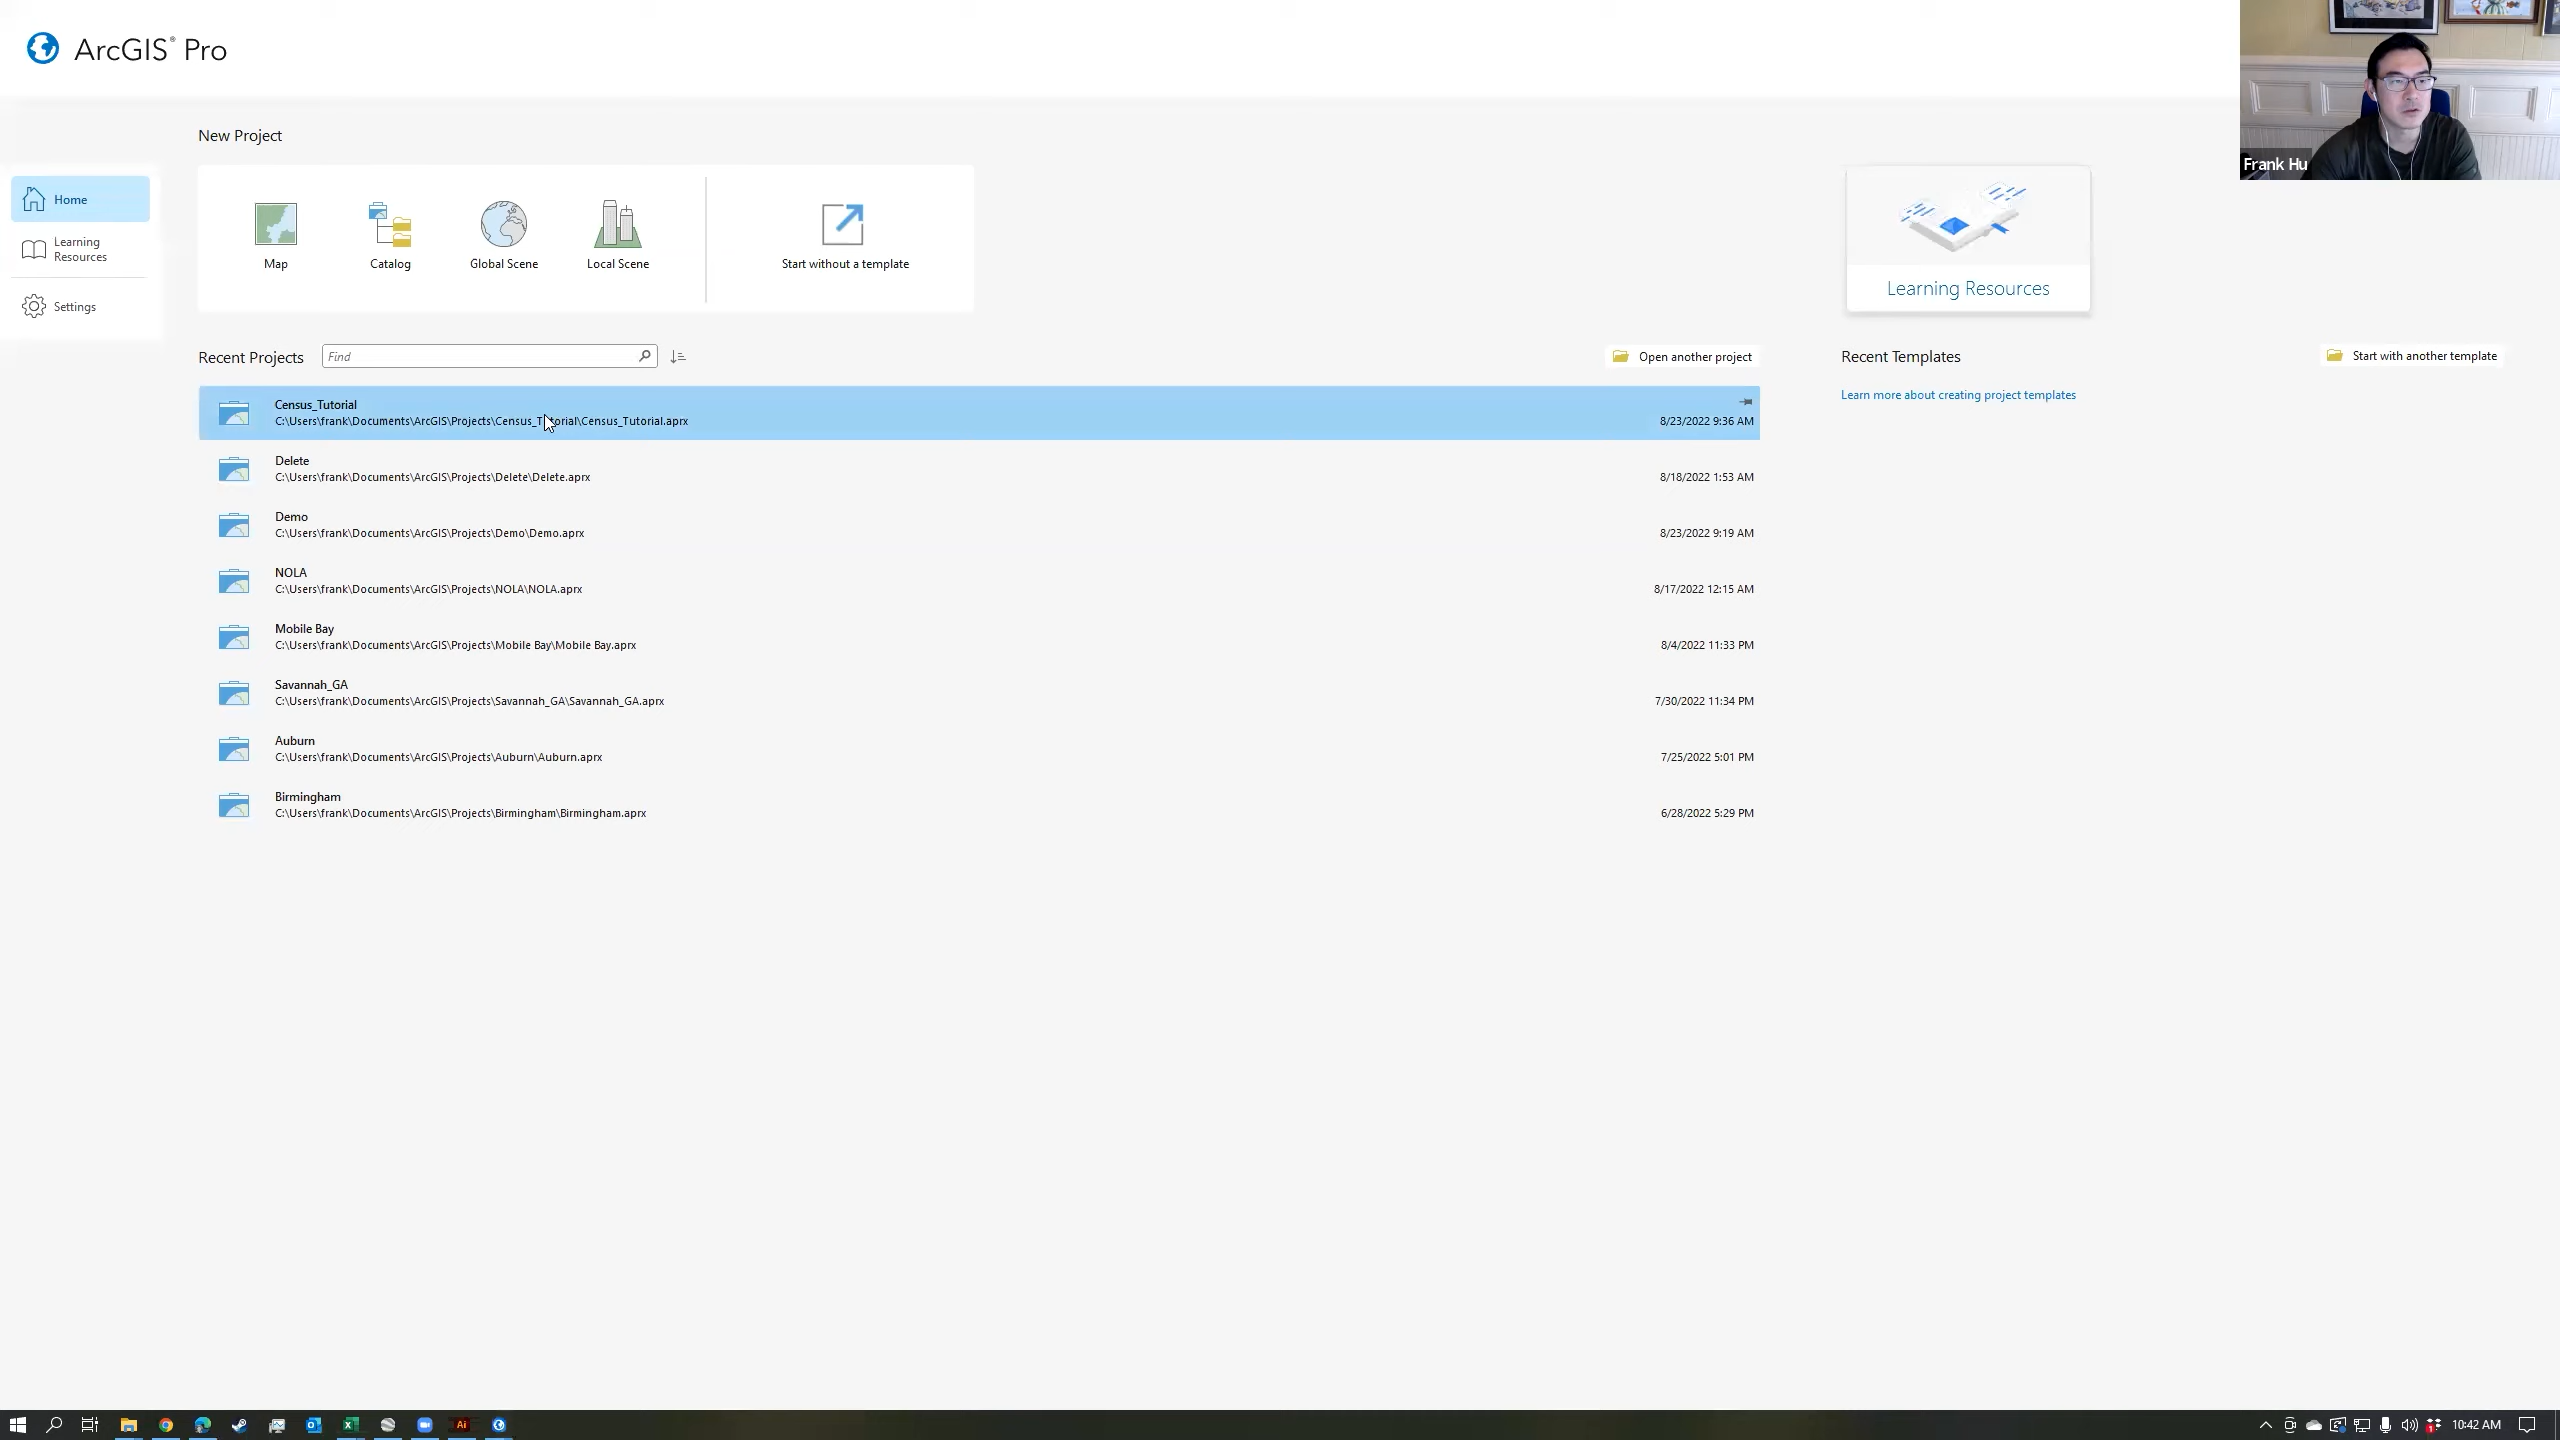 ArcGIS® Pro
Frank Hu
New Project
Home
Learning
Resources
Settings
Map
Catalog
Global Scene
Local Scene
Start without a template
Learning Resources
Recent Projects
Find
Open another project
Recent Templates
Start with another template
Learn more about creating project templates
Census_Tutorial
C:\Users\frank\Documents\ArcGIS\Projects\Census_Tutorial\Census_Tutorial.aprx
8/23/2022 9:36 AM
Delete
C:\Users\frank\Documents\ArcGIS\Projects\Delete\Delete.aprx
8/18/2022 1:53 AM
Demo
C:\Users\frank\Documents\ArcGIS\Projects\Demo\Demo.aprx
8/23/2022 9:19 AM
NOLA
C:\Users\frank\Documents\ArcGIS\Projects\NOLA\NOLA.aprx
8/17/2022 12:15 AM
Mobile Bay
C:\Users\frank\Documents\ArcGIS\Projects\Mobile Bay\Mobile Bay.aprx
8/4/2022 11:33 PM
Savannah_GA
C:\Users\frank\Documents\ArcGIS\Projects\Savannah_GA\Savannah_GA.aprx
7/30/2022 11:34 PM
Auburn
C:\Users\frank\Documents\ArcGIS\Projects\Auburn\Auburn.aprx
7/25/2022 5:01 PM
Birmingham
C:\Users\frank\Documents\ArcGIS\Projects\Birmingham\Birmingham.aprx
6/28/2022 5:29 PM
Ai
10:42 AM